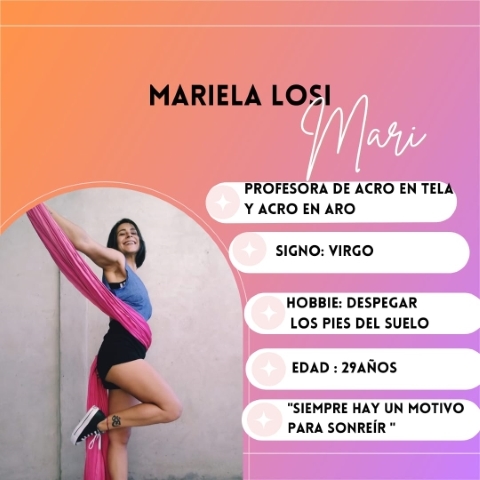 MARIELA LOSI
Mari
PROFESORA DE ACRO EN TELA
Y ACRO EN ARO
SIGNO: VIRGO
HOBBIE: DESPEGAR
LOS PIES DEL SUELO
EDAD : 29AÑOS
"SIEMPRE HAY UN MOTIVO
PARA SONREÍR "